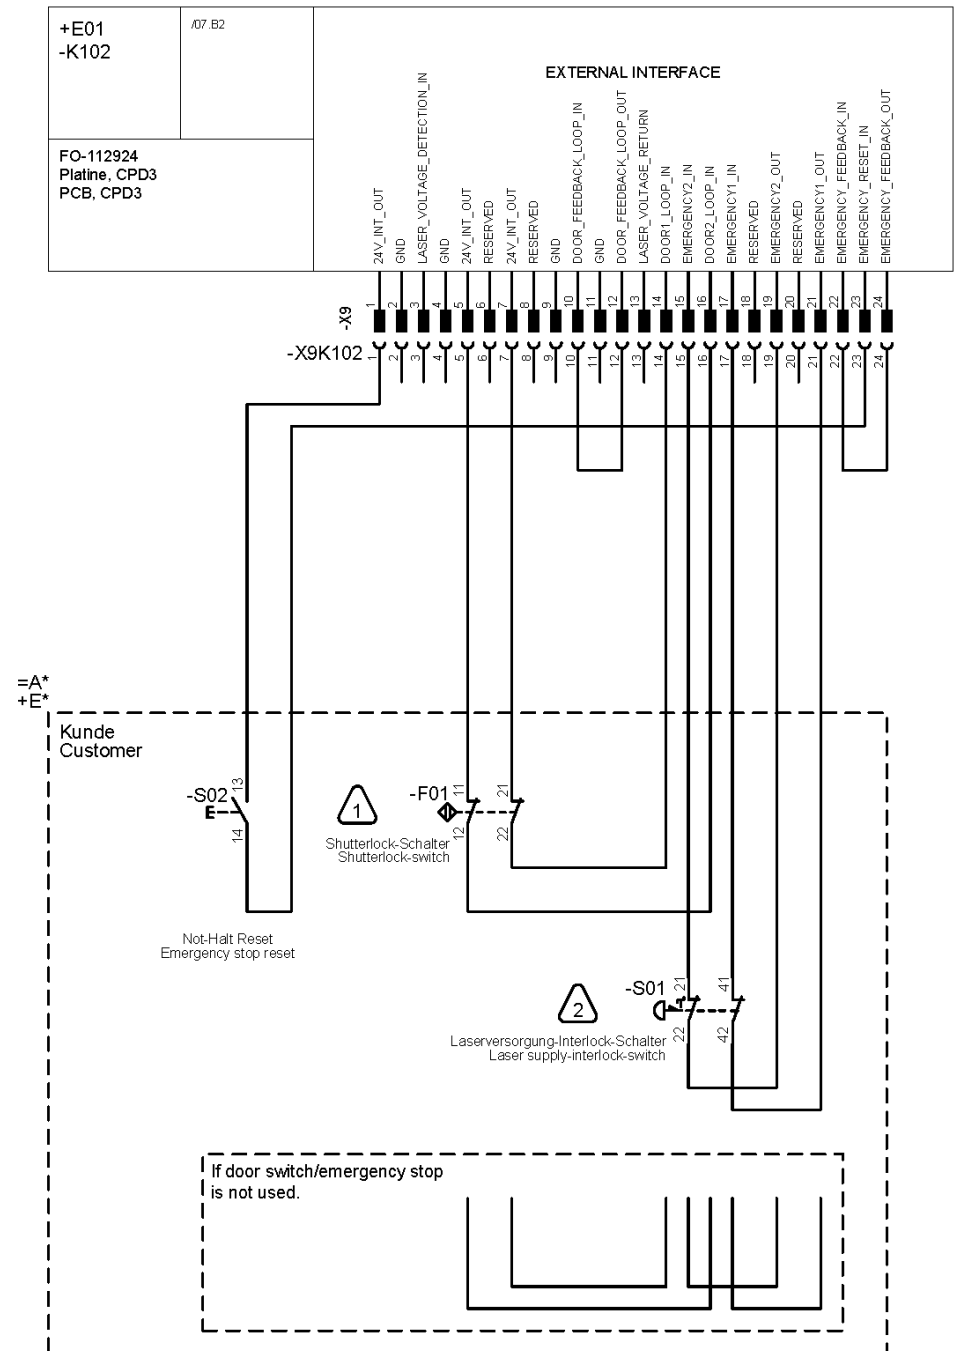 +E01
-K102
/07.B2
FO-112924
Platine, CPD3
PCB, CPD3
EXTERNAL INTERFACE
24V_INT_OUT
GND
LASER_VOLTAGE_DETECTION_IN
GND
24V_INT_OUT
RESERVED
24V_INT_OUT
RESERVED
GND
DOOR_FEEDBACK_LOOP_IN
GND
DOOR_FEEDBACK_LOOP_OUT
LASER_VOLTAGE_RETURN
DOOR1_LOOP_IN
EMERGENCY2_IN
DOOR2_LOOP_IN
EMERGENCY1_IN
RESERVED
EMERGENCY2_OUT
RESERVED
EMERGENCY1_OUT
EMERGENCY_FEEDBACK_IN
EMERGENCY_RESET_IN
EMERGENCY_FEEDBACK_OUT
-X9
1 2 3 4 5 6 7 8 9 10 11 12 13 14 15 16 17 18 19 20 21 22 23 24
-X9K102
1 2 3 4 5 6 7 8 9 10 11 12 13 14 15 16 17 18 19 20 21 22 23 24
=A*
+E*
Kunde
Customer
-S02
13
14
E
Not-Halt Reset
Emergency stop reset
1
Shutterlock-Schalter
Shutterlock-switch
-F01
11
12
21
22
2
Laserversorgung-Interlock-Schalter
Laser supply-interlock-switch
-S01
21
22
41
42
If door switch/emergency stop
is not used.